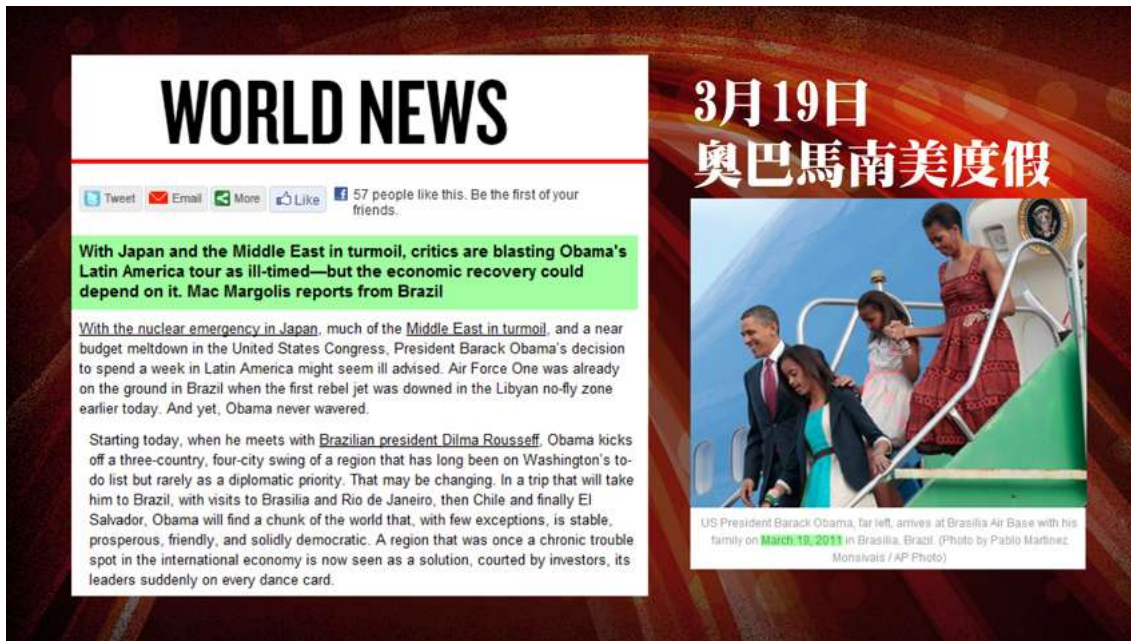 WORLD NEWS
Tweet Email More Like 57 people like this. Be the first of your
friends.
With Japan and the Middle East in turmoil, critics are blasting Obama's
Latin America tour as ill-timed—but the economic recovery could
depend on it. Mac Margolis reports from Brazil
With the nuclear emergency in Japan, much of the Middle East in turmoil, and a near
budget meltdown in the United States Congress, President Barack Obama's decision
to spend a week in Latin America might seem ill advised. Air Force One was already
on the ground in Brazil when the first rebel jet was downed in the Libyan no-fly zone
earlier today. And yet, Obama never wavered.
Starting today, when he meets with Brazilian president Dilma Rousseff, Obama kicks
off a three-country, four-city swing of a region that has long been on Washington's to-
do list but rarely as a diplomatic priority. That may be changing. In a trip that will take
him to Brazil, with visits to Brasilia and Rio de Janeiro, then Chile and finally El
Salvador, Obama will find a chunk of the world that, with few exceptions, is stable,
prosperous, friendly, and solidly democratic. A region that was once a chronic trouble
spot in the international economy is now seen as a solution, courted by investors, its
leaders suddenly on every dance card.
3月19日
奧巴馬南美度假
US President Barack Obama, far left, arrives at Brasilia Air Base with his
family on March 19, 2011 in Brasilia, Brazil. (Photo by Pablo Martinez
Monsivais / AP Photo)